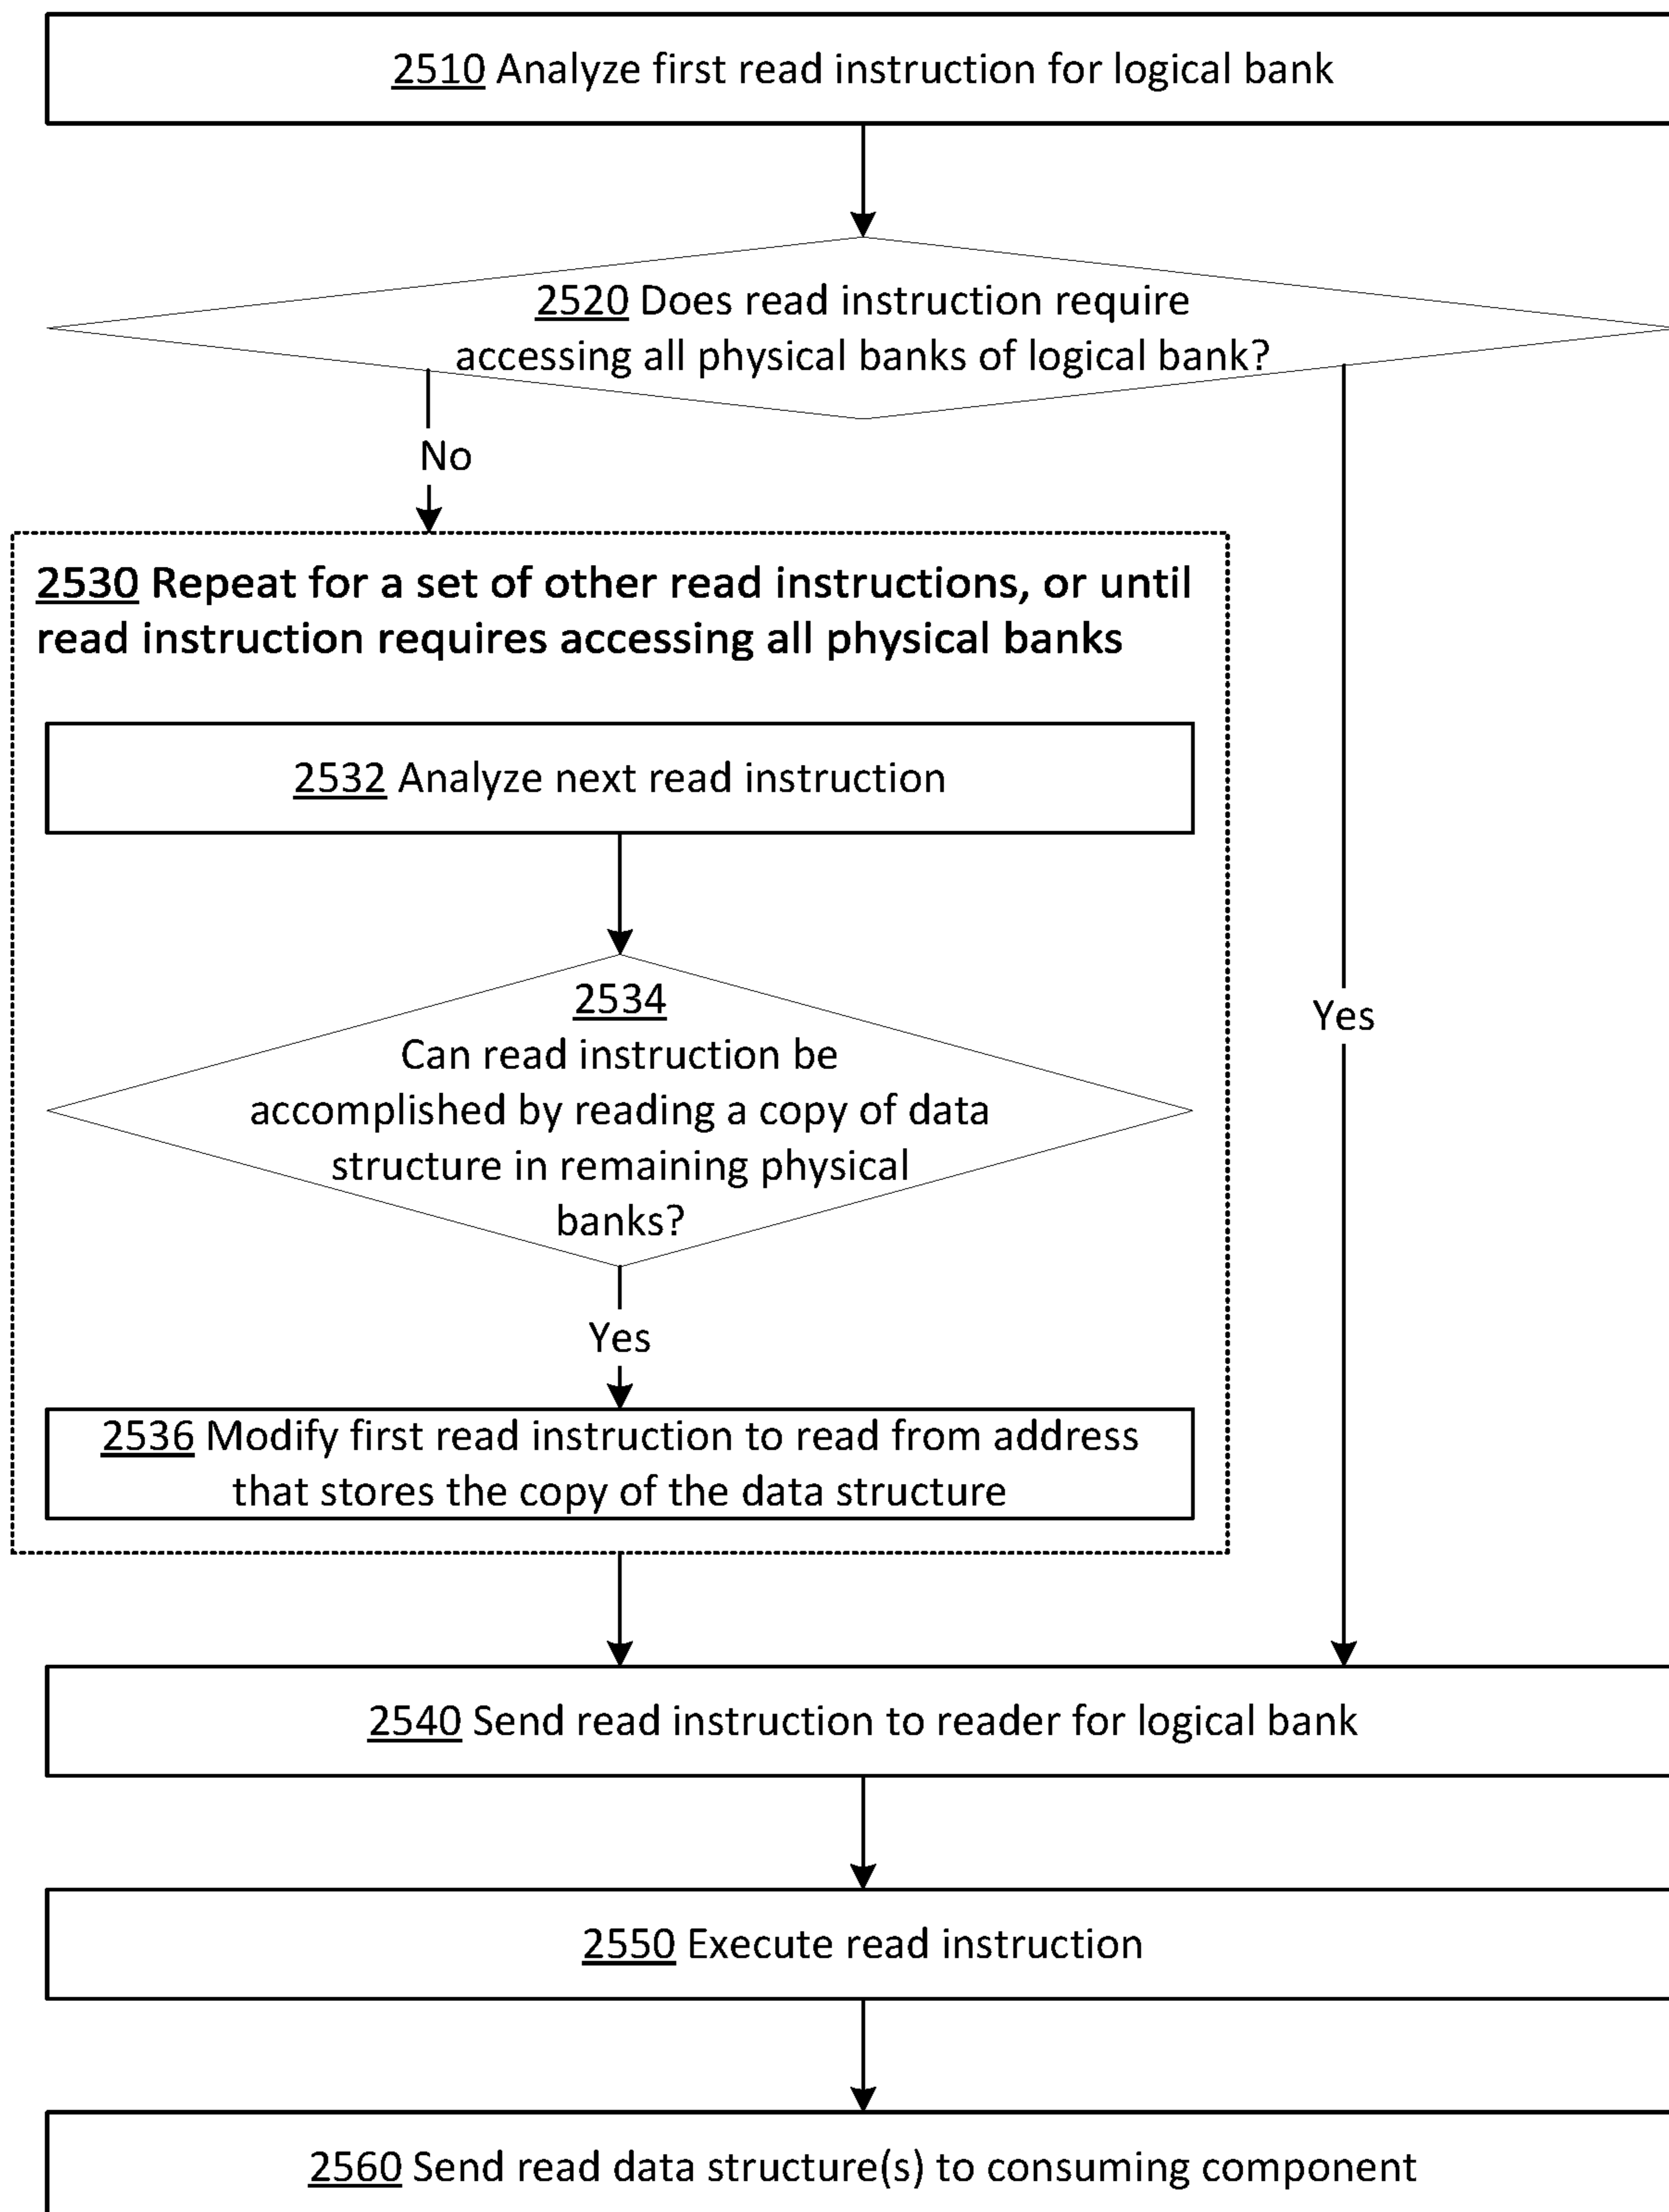 2510 Analyze first read instruction for logical bank
2520 Does read instruction require
accessing all physical banks of logical bank?
No
2530 Repeat for a set of other read instructions, or until
read instruction requires accessing all physical banks
2532 Analyze next read instruction
2534
Can read instruction be
accomplished by reading a copy of data
structure in remaining physical
banks?
Yes
Yes
2536 Modify first read instruction to read from address
that stores the copy of the data structure
2540 Send read instruction to reader for logical bank
2550 Execute read instruction
2560 Send read data structure(s) to consuming component